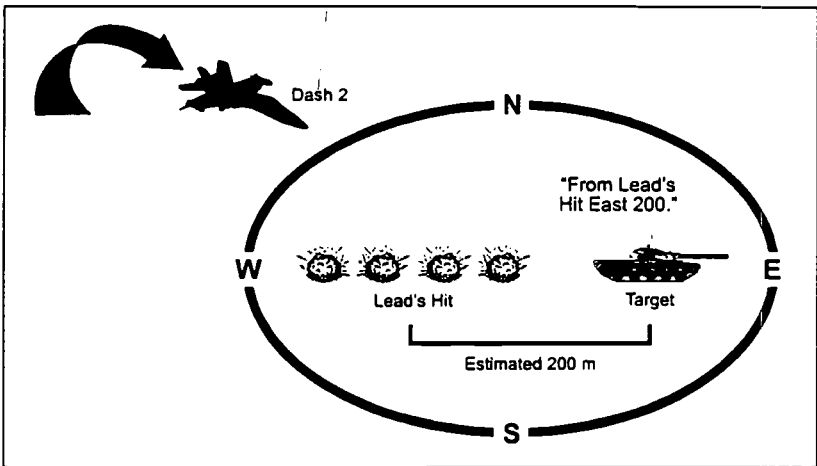 Dash 2
N
"From Lead's
Hit East 200."
W
E
Lead's Hit
Target
Estimated 200 m
S